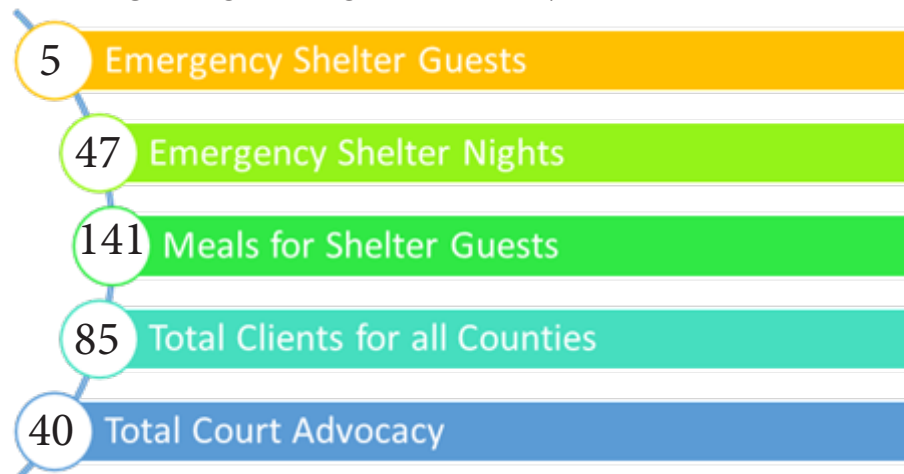 5 Emergency Shelter Guests
47 Emergency Shelter Nights
141 Meals for Shelter Guests
85 Total Clients for all Counties
40 Total Court Advocacy